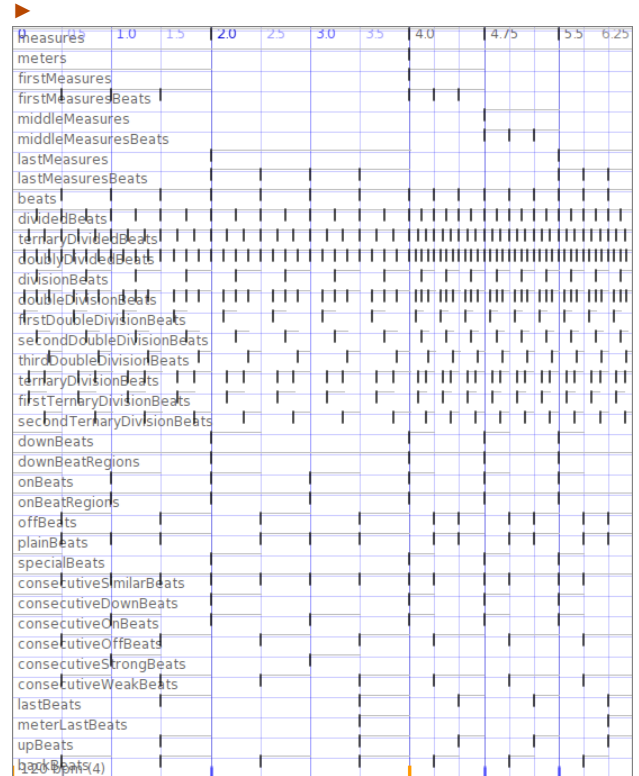 0 0.5 1.0 1.5 2.0 2.5 3.0 3.5 4.0 4.75 5.5 6.25
measures
meters
firstMeasures
firstMeasuresBeats
middleMeasures
middleMeasuresBeats
lastMeasures
lastMeasuresBeats
beats
dividedBeats
ternaryDividedBeats
doublyDividedBeats
divisionBeats
doubleDivisionBeats
firstDoubleDivisionBeats
secondDoubleDivisionBeats
thirdDoubleDivisionBeats
ternaryDivisionBeats
firstTernaryDivisionBeats
secondTernaryDivisionBeats
downBeats
downBeatRegions
onBeats
onBeatRegions
offBeats
plainBeats
specialBeats
consecutiveSimilarBeats
consecutiveDownBeats
consecutiveOnBeats
consecutiveOffBeats
consecutiveStrongBeats
consecutiveWeakBeats
lastBeats
meterLastBeats
upBeats
backBeats
120 bpm (4)